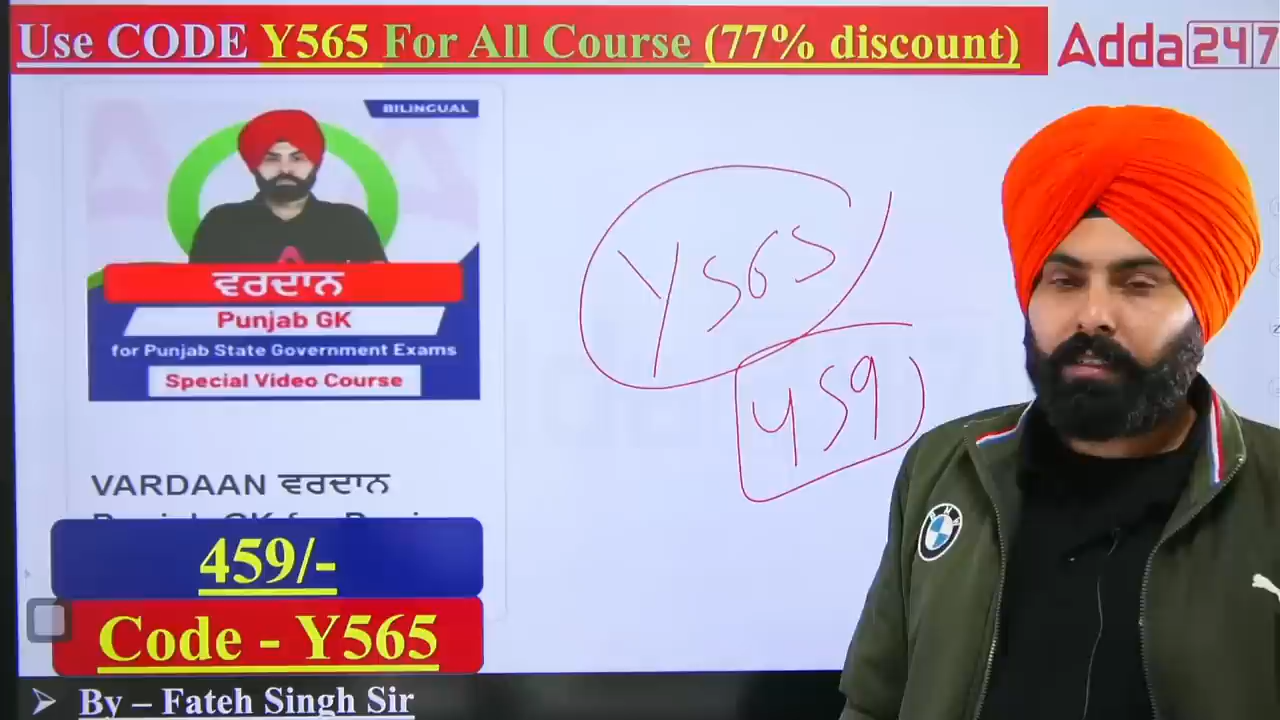 Use CODE Y565 For All Course (77% discount)
Adda247
BILINGUAL
ਵਰਦਾਨ
Punjab GK
for Punjab State Government Exams
Special Video Course
VARDAAN ਵਰਦਾਨ
459/-
Code - Y565
By – Fateh Singh Sir
Y565
459
BMW